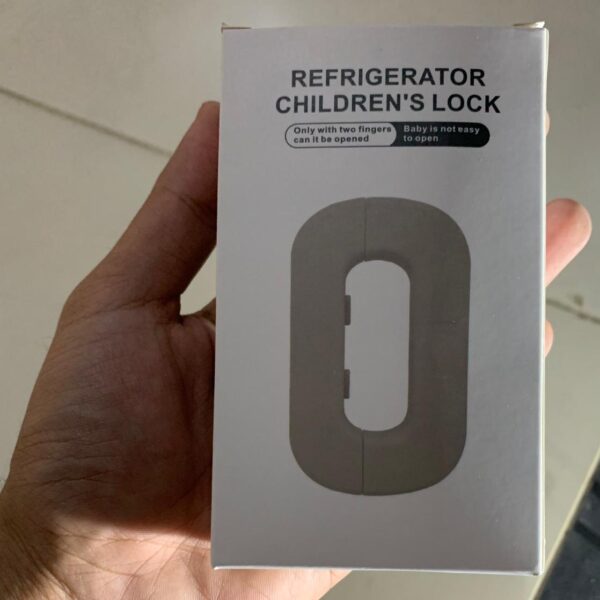 REFRIGERATOR
CHILDREN'S LOCK
Only with two fingers
can it be opened
Baby is not easy
to open